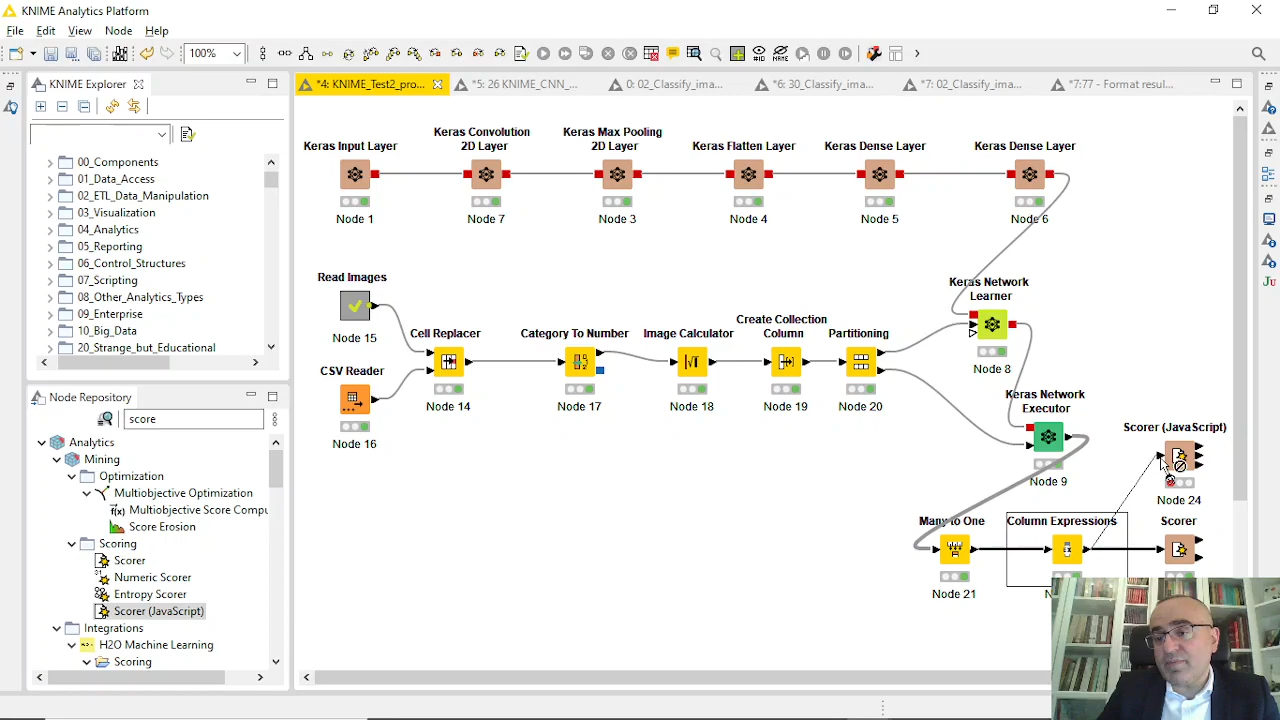 KNIME Analytics Platform
File Edit View Node Help
100%
KNIME Explorer
*4: KNIME_Test2_pro...
*5: 26 KNIME_CNN_...
0: 02_Classify_ima...
*6: 30_Classify_ima...
*7: 02_Classify_ima...
*7:77 - Format resul...
00_Components
01_Data_Access
02_ETL_Data_Manipulation
03_Visualization
04_Analytics
05_Reporting
06_Control_Structures
07_Scripting
08_Other_Analytics_Types
09_Enterprise
10_Big_Data
20_Strange_but_Educational
Node Repository
score
Analytics
Mining
Optimization
Multiobjective Optimization
Multiobjective Score Compu
Score Erosion
Scoring
Scorer
Numeric Scorer
Entropy Scorer
Scorer (JavaScript)
Integrations
H2O Machine Learning
Scoring
Keras Input Layer
Node 1
Keras Convolution
2D Layer
Node 7
Keras Max Pooling
2D Layer
Node 3
Keras Flatten Layer
Node 4
Keras Dense Layer
Node 5
Keras Dense Layer
Node 6
Read Images
Node 15
CSV Reader
Node 16
Cell Replacer
Node 14
Category To Number
Node 17
Image Calculator
Node 18
Create Collection
Column
Node 19
Partitioning
Node 20
Keras Network
Learner
Node 8
Keras Network
Executor
Node 9
Scorer (JavaScript)
Node 24
Many to One
Node 21
Column Expressions
Scorer
Ju